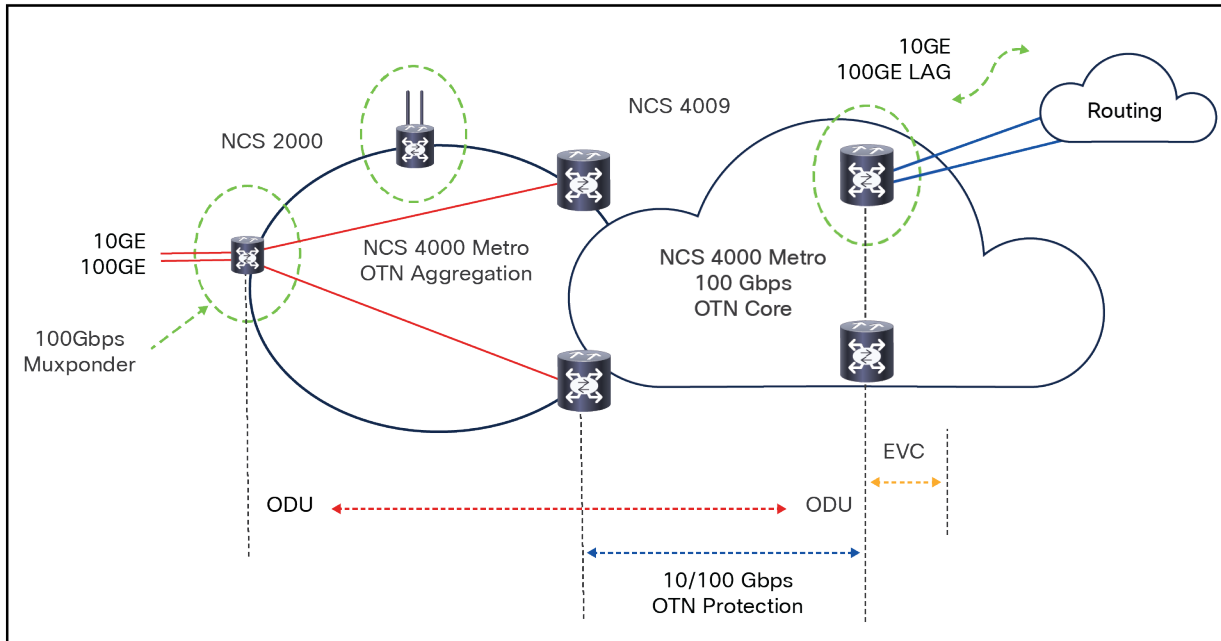 10GE
100GE LAG
Routing
NCS 4009
NCS 2000
10GE
100GE
NCS 4000 Metro
OTN Aggregation
NCS 4000 Metro
100 Gbps
OTN Core
100Gbps
Muxponder
EVC
ODU
ODU
10/100 Gbps
OTN Protection